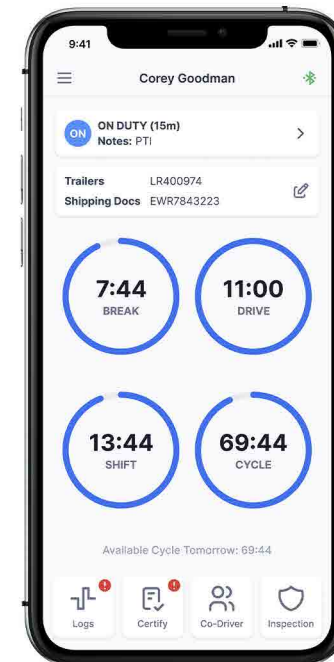 9:41
Corey Goodman
ON
ON DUTY (15m)
Notes: PTI
Trailers LR400974
Shipping Docs EWR7843223
7:44
BREAK
11:00
DRIVE
13:44
SHIFT
69:44
CYCLE
Available Cycle Tomorrow: 69:44
! !
Logs Certify Co-Driver Inspection